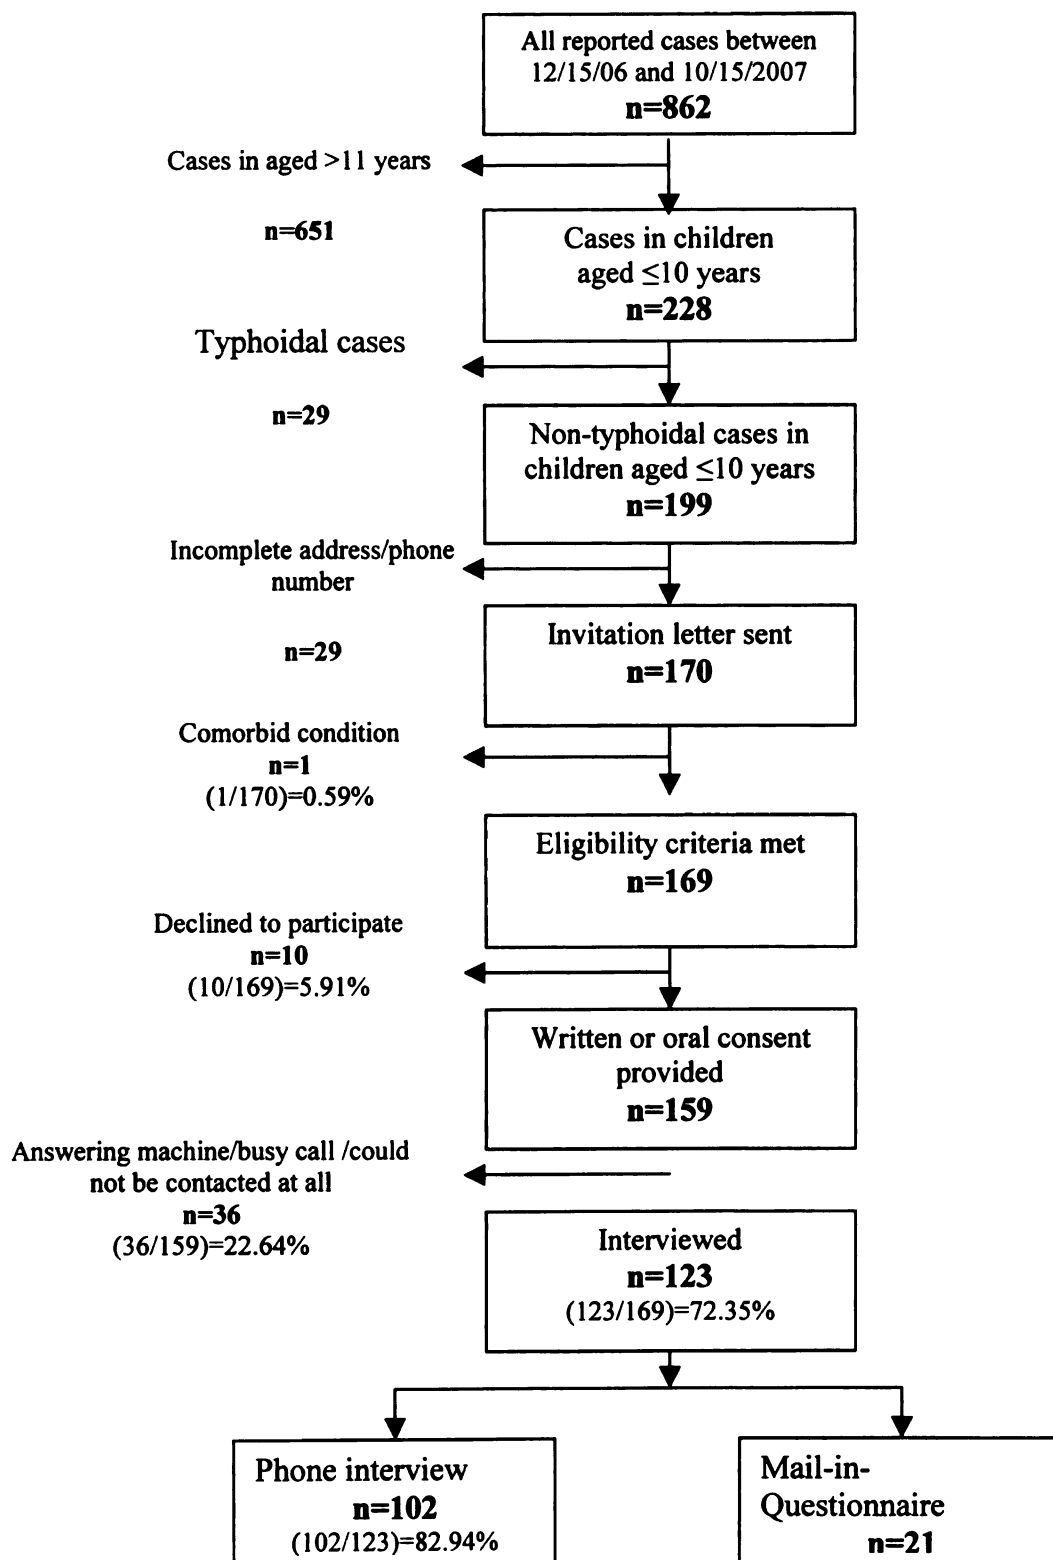 All reported cases between
12/15/06 and 10/15/2007
n=862
Cases in aged >11 years
n=651
Cases in children
aged ≤10 years
n=228
Typhoidal cases
n=29
Non-typhoidal cases in
children aged ≤10 years
n=199
Incomplete address/phone
number
n=29
Invitation letter sent
n=170
Comorbid condition
n=1
(1/170)=0.59%
Eligibility criteria met
n=169
Declined to participate
n=10
(10/169)=5.91%
Written or oral consent
provided
n=159
Answering machine/busy call /could
not be contacted at all
n=36
(36/159)=22.64%
Interviewed
n=123
(123/169)=72.35%
Phone interview
n=102
(102/123)=82.94%
Mail-in-
Questionnaire
n=21